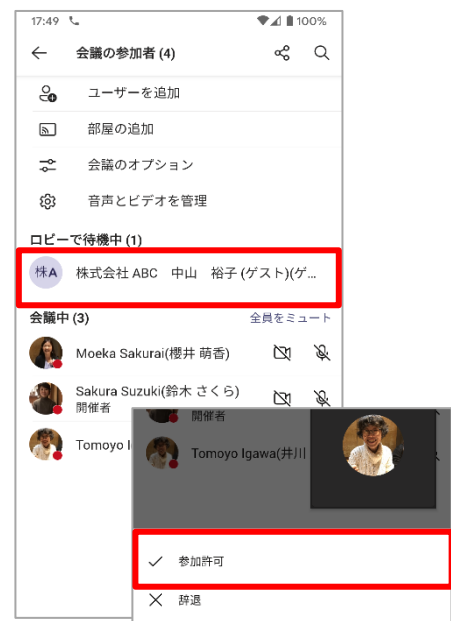 17:49 100%
会議の参加者 (4)
ユーザーを追加
部屋の追加
会議のオプション
音声とビデオを管理
ロビーで待機中 (1)
株A 株式会社 ABC 中山 裕子 (ゲスト)(ゲ...
会議中 (3) 全員をミュート
Moeka Sakurai(櫻井 萌香)
Sakura Suzuki(鈴木 さくら)
開催者
Tomoyo I
開催者
Tomoyo Igawa(井川
参加許可
辞退